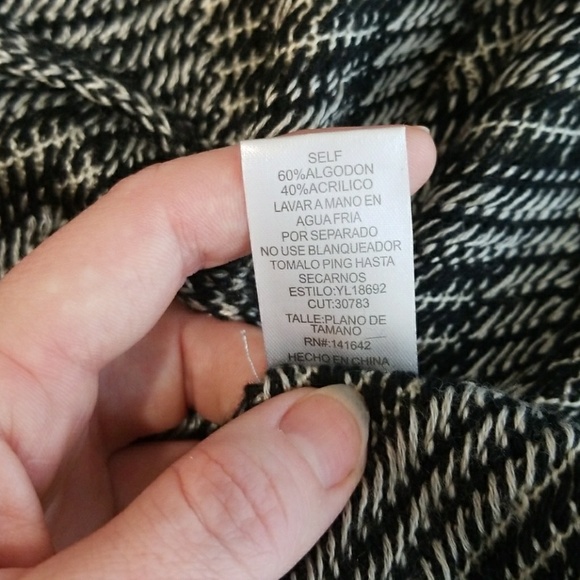 SELF
60%ALGODON
40%ACRILICO
LAVAR A MANO EN
AGUA FRIA
POR SEPARADO
NO USE BLANQUEADOR
TOMALO PING HASTA
SECARNOS
ESTILO:YL18692
CUT:30783
TALLE:PLANO DE
TAMANO
RN#:141642
HECHO EN CHINA